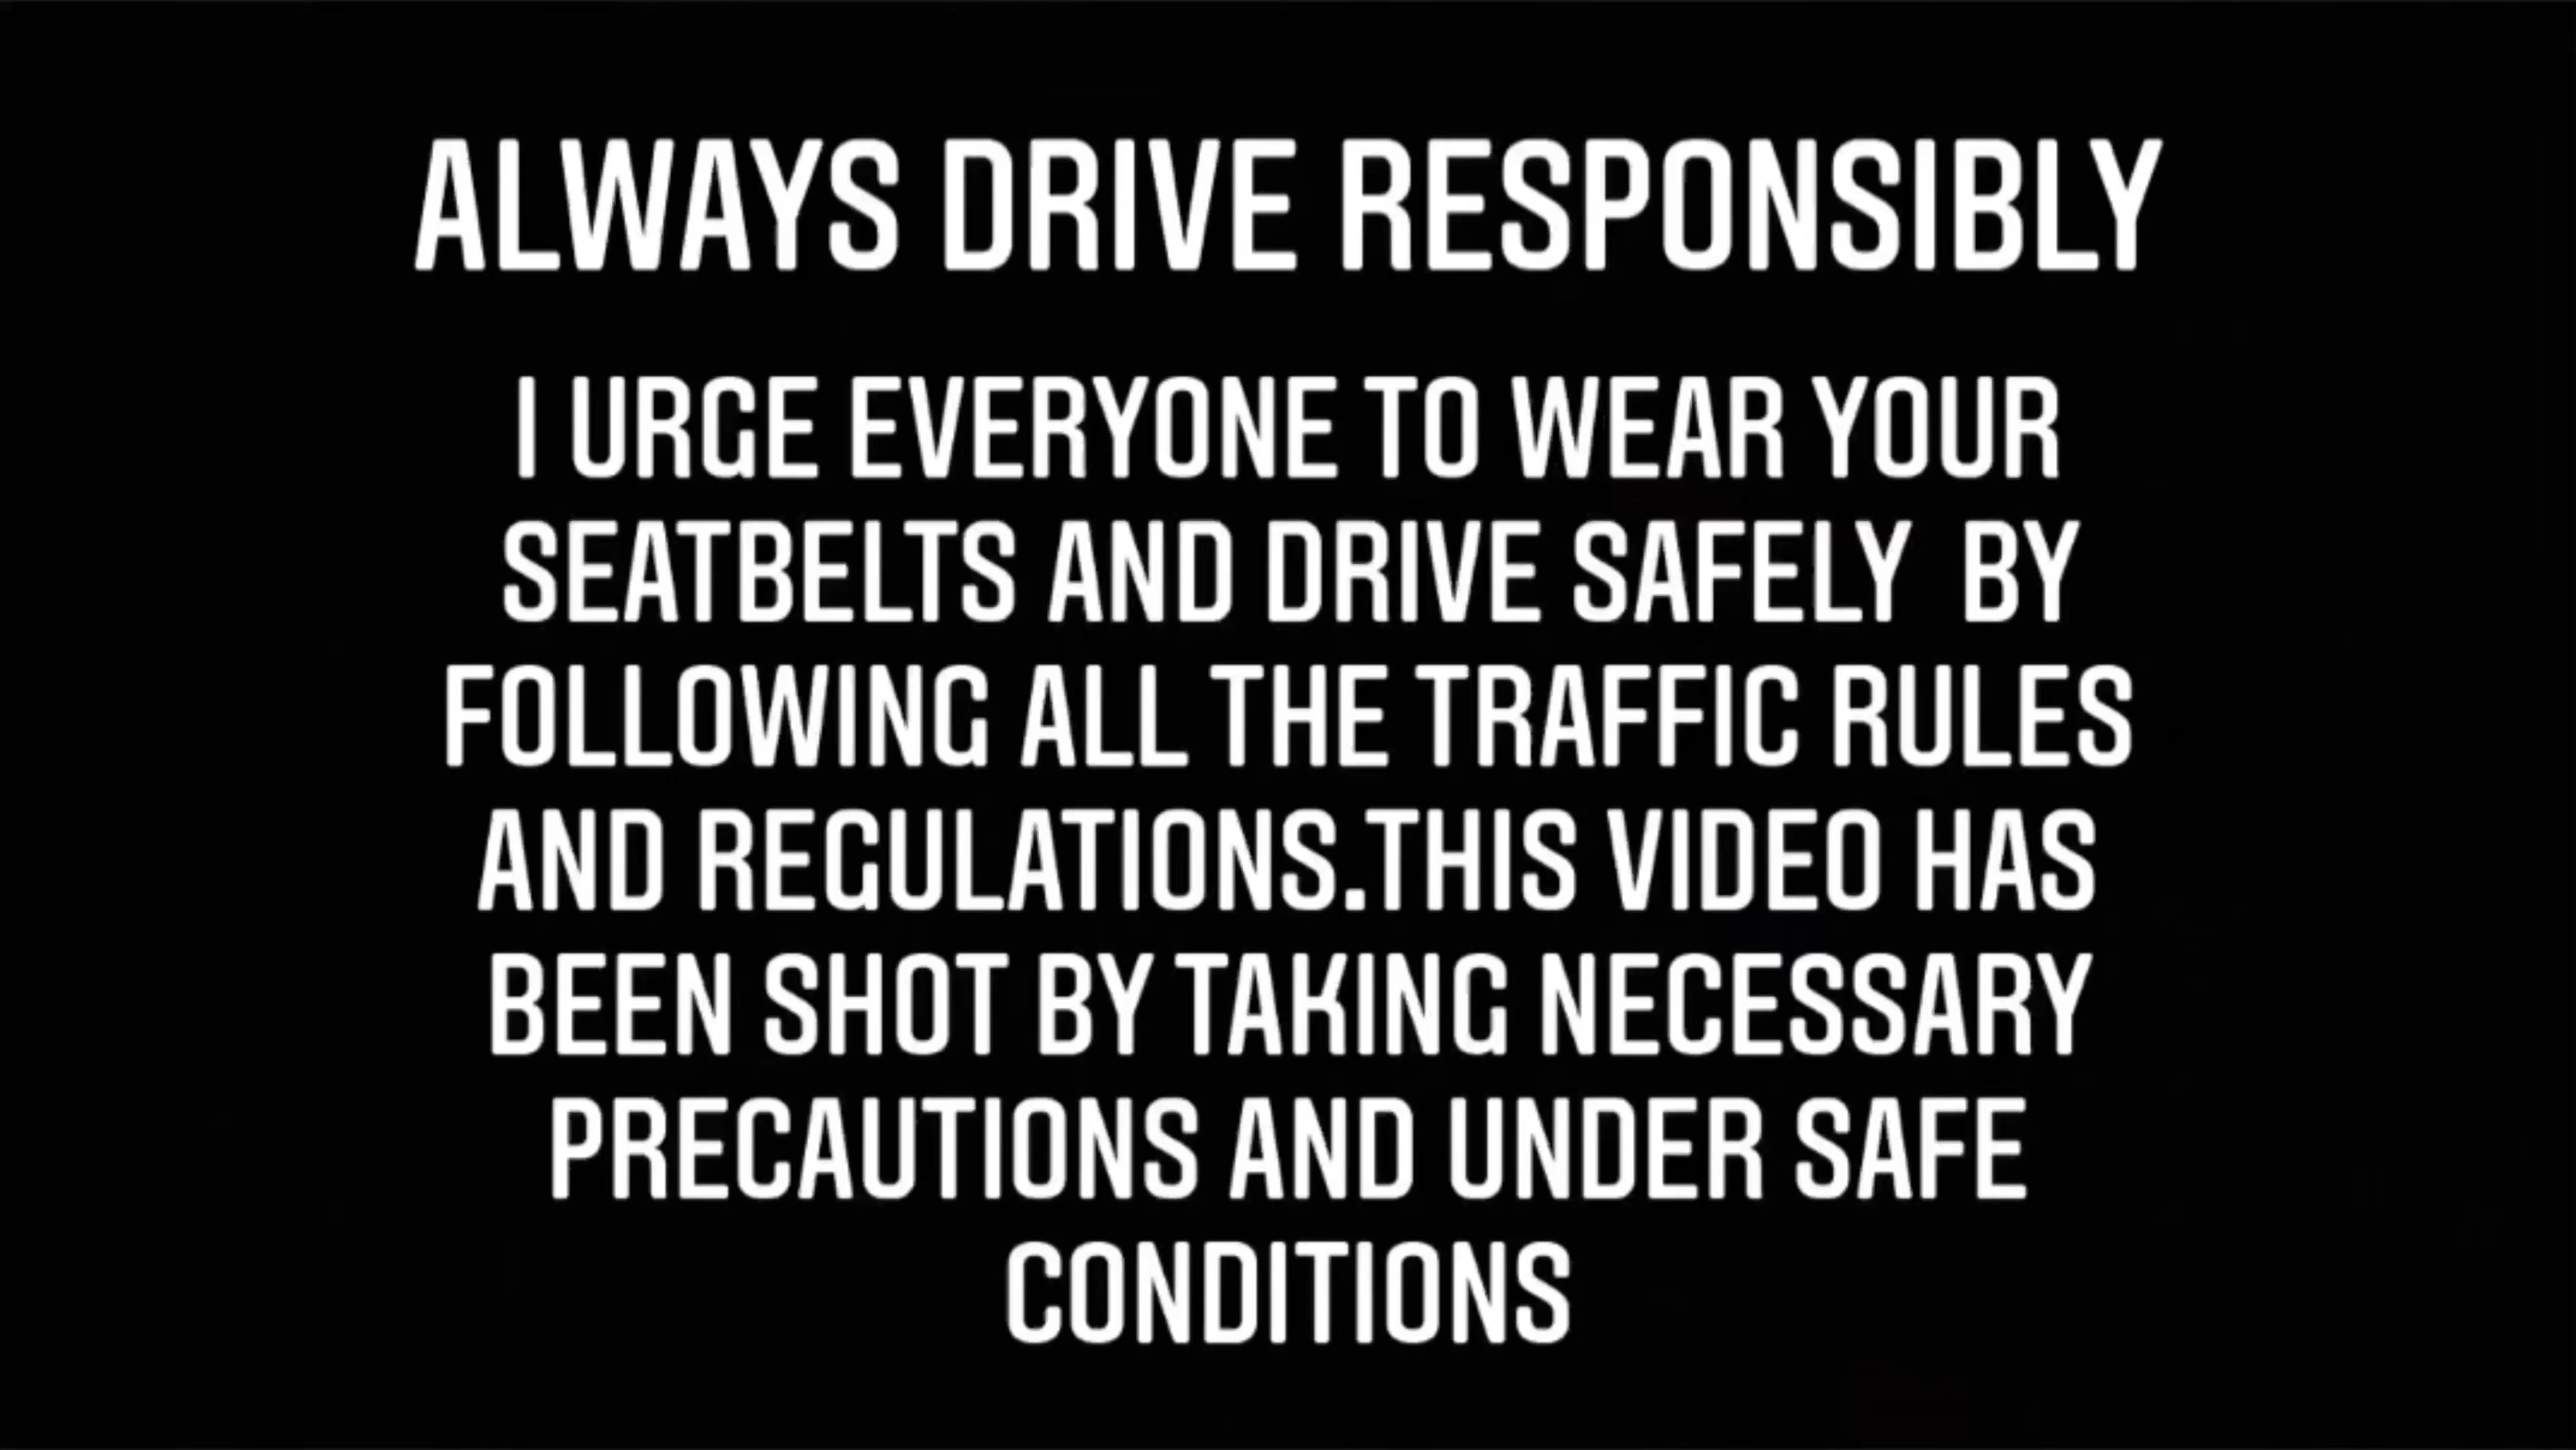 ALWAYS DRIVE RESPONSIBLY
I URGE EVERYONE TO WEAR YOUR
SEATBELTS AND DRIVE SAFELY  BY
FOLLOWING ALL THE TRAFFIC RULES
AND REGULATIONS.THIS VIDEO HAS
BEEN SHOT BY TAKING NECESSARY
PRECAUTIONS AND UNDER SAFE
CONDITIONS